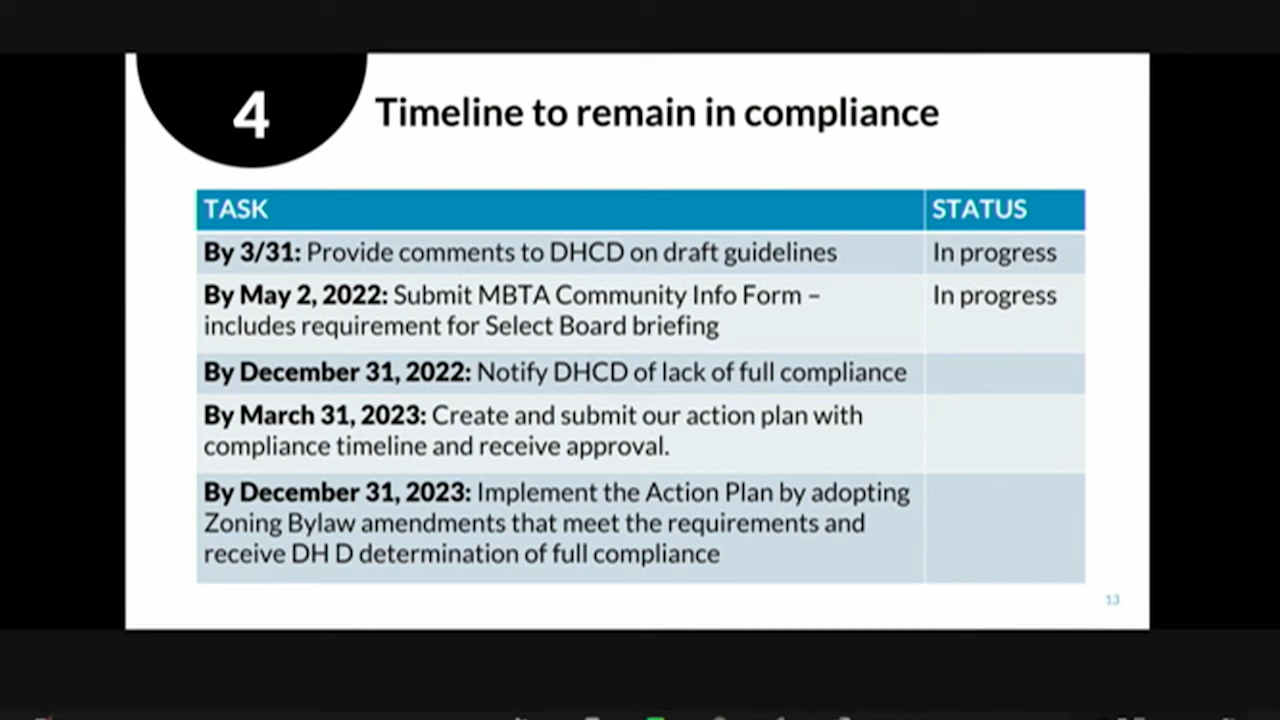 4
Timeline to remain in compliance
TASK
STATUS
By 3/31: Provide comments to DHCD on draft guidelines
In progress
By May 2, 2022: Submit MBTA Community Info Form –
includes requirement for Select Board briefing
In progress
By December 31, 2022: Notify DHCD of lack of full compliance
By March 31, 2023: Create and submit our action plan with
compliance timeline and receive approval.
By December 31, 2023: Implement the Action Plan by adopting
Zoning Bylaw amendments that meet the requirements and
receive DH D determination of full compliance
13